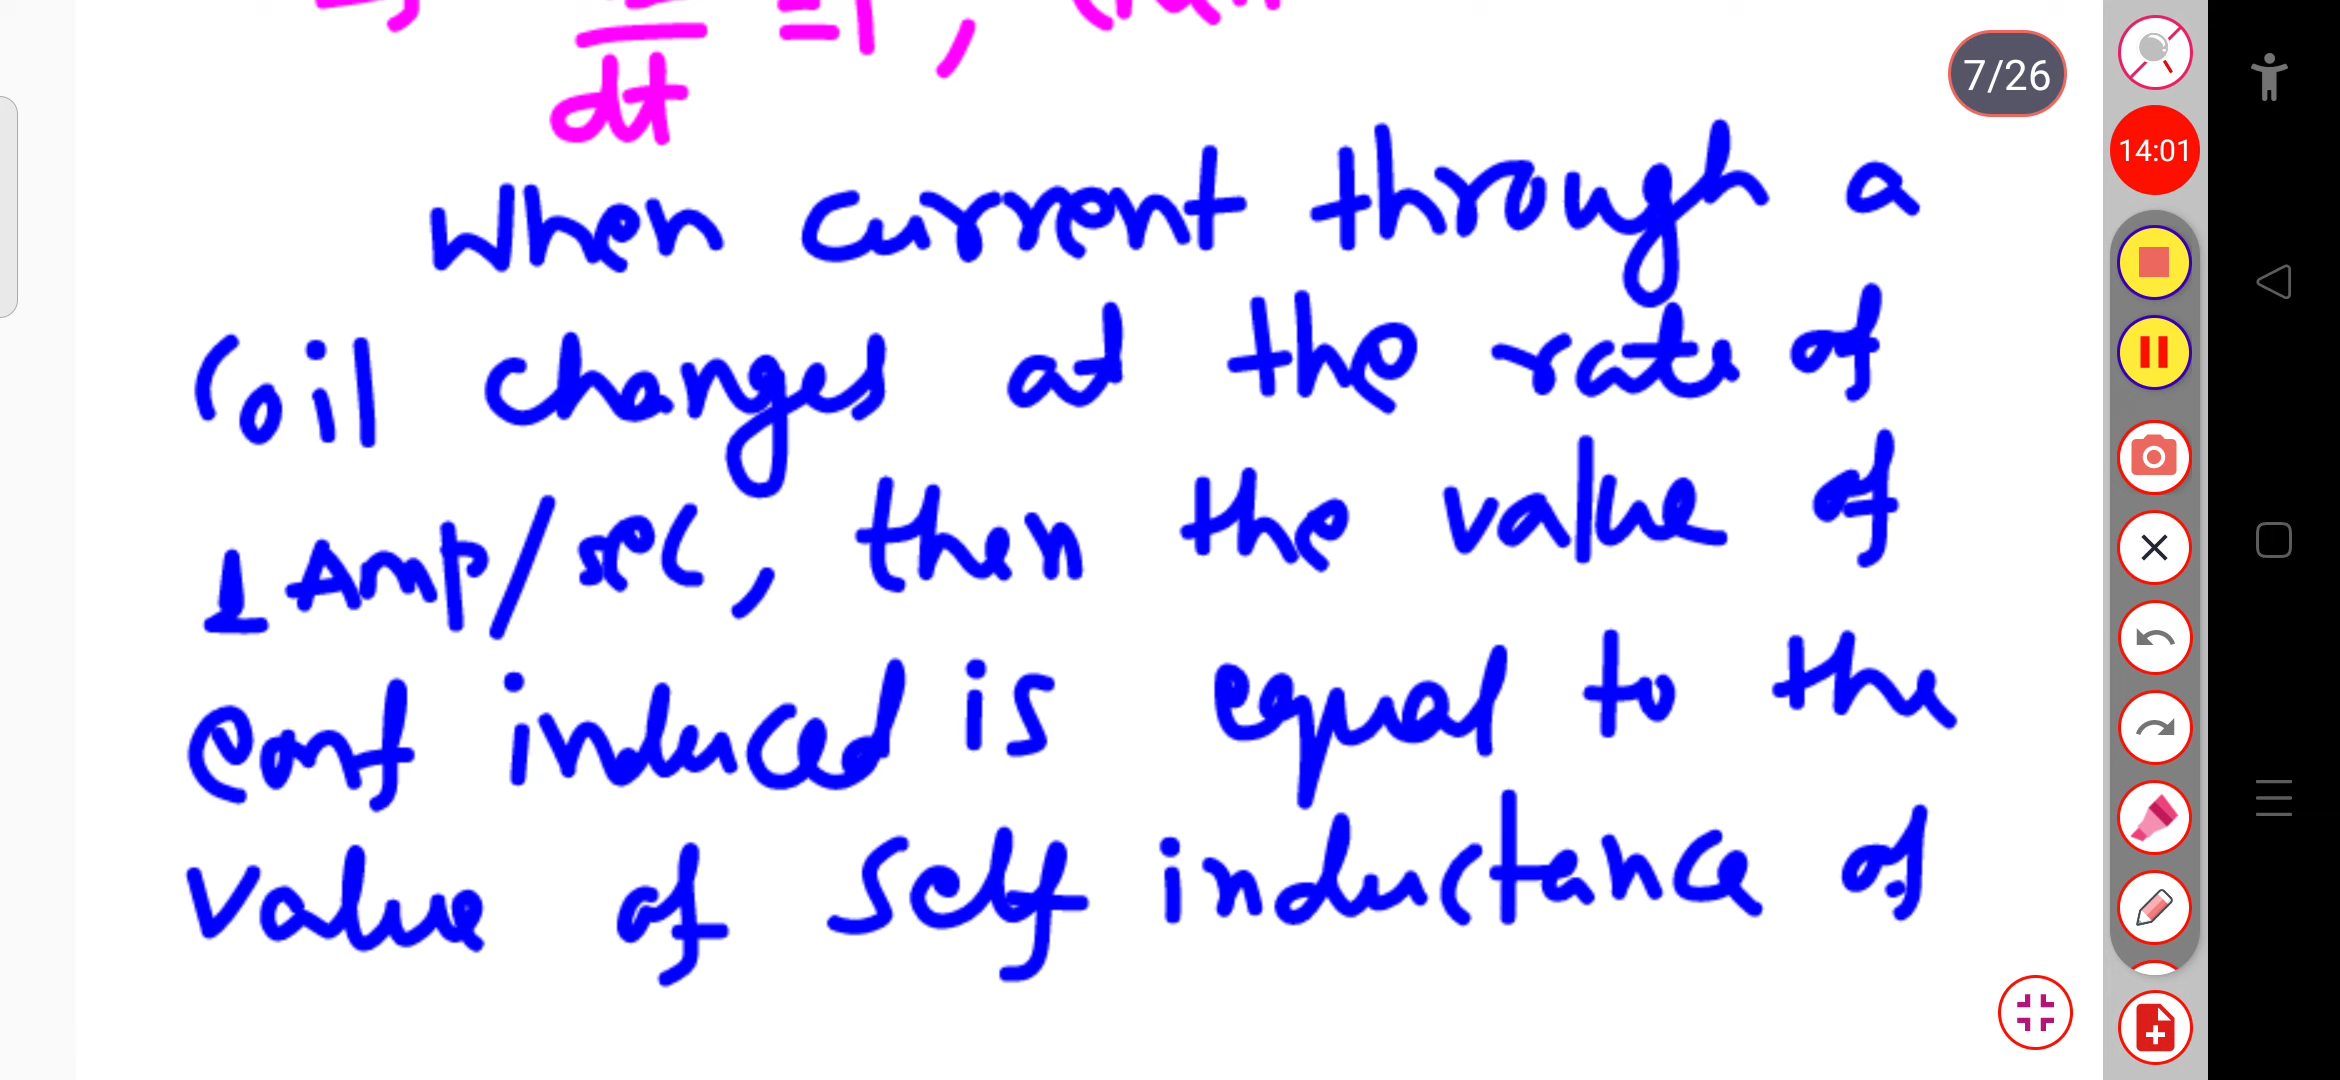 dt
=1,
7/26
14:01
when current through a
Coil changes at the rate of
1 Amp/sec, then the value of
emf induced is equal to the
value of self inductance of